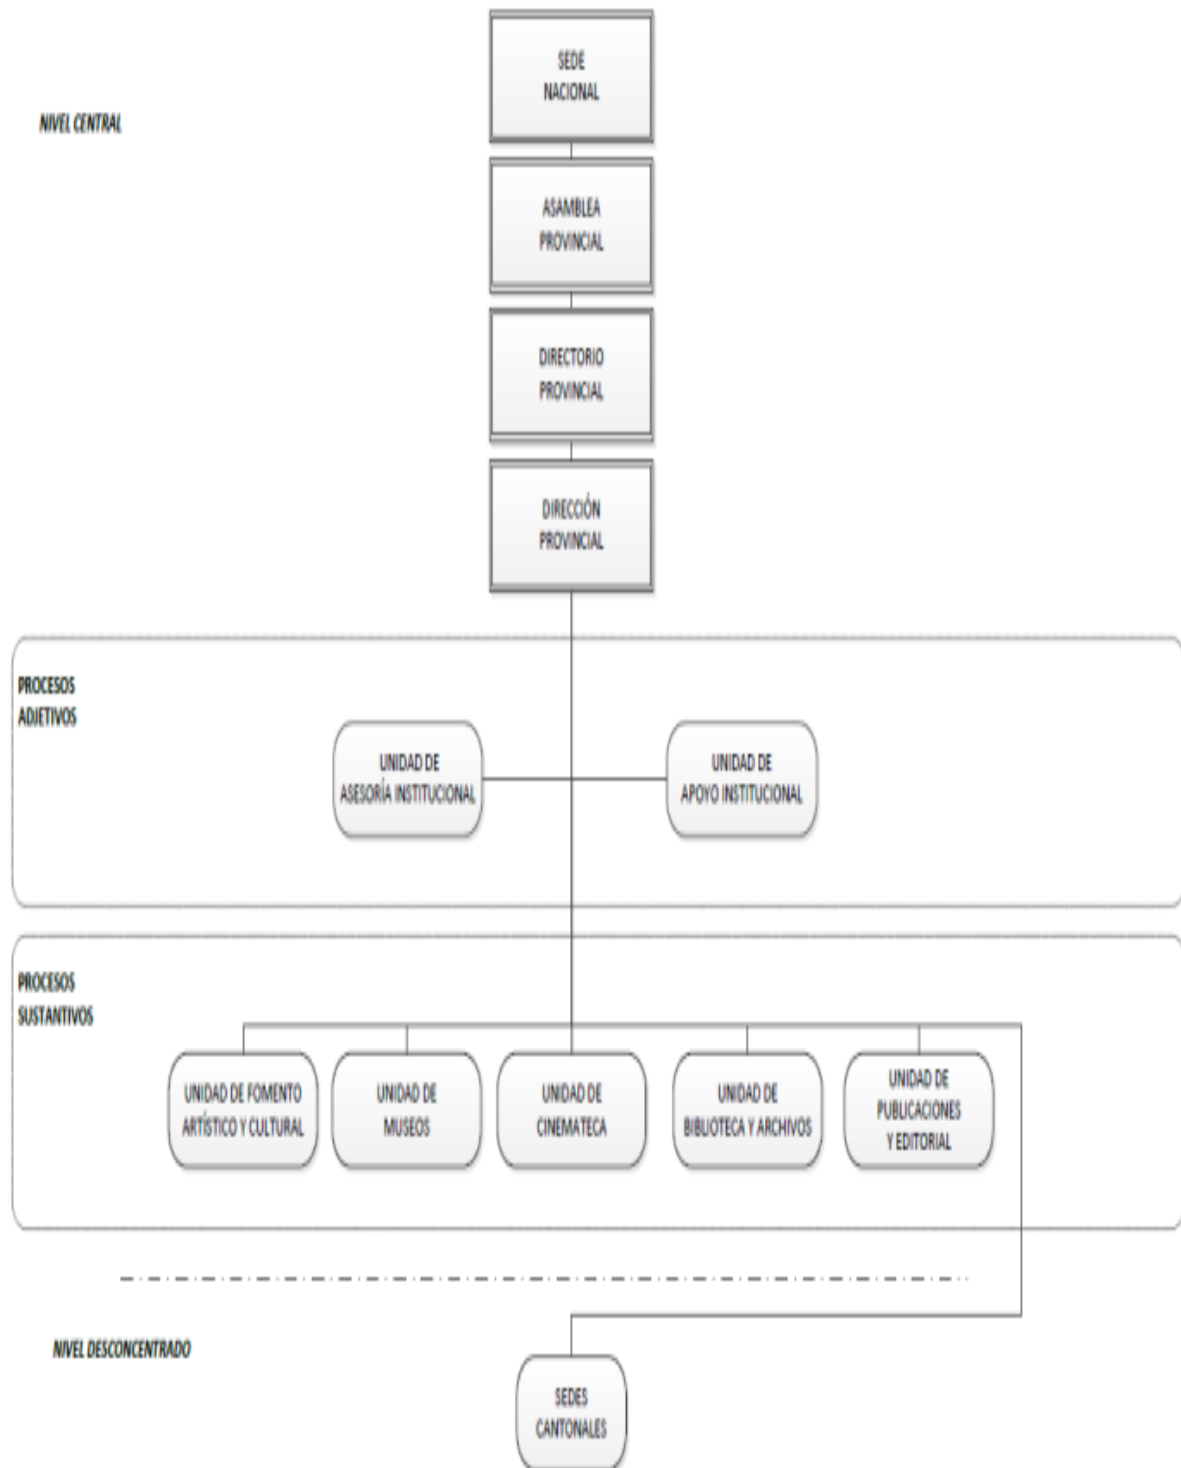 SEDE
NACIONAL
NIVEL CENTRAL
ASAMBLEA
PROVINCIAL
DIRECTORIO
PROVINCIAL
DIRECCIÓN
PROVINCIAL
PROCESOS
ADJETIVOS
UNIDAD DE
ASESORÍA INSTITUCIONAL
UNIDAD DE
APOYO INSTITUCIONAL
PROCESOS
SUSTANTIVOS
UNIDAD DE FOMENTO
ARTÍSTICO Y CULTURAL
UNIDAD DE
MUSEOS
UNIDAD DE
CINEMATECA
UNIDAD DE
BIBLIOTECA Y ARCHIVOS
UNIDAD DE
PUBLICACIONES
Y EDITORIAL
NIVEL DESCONCENTRADO
SEDES
CANTONALES